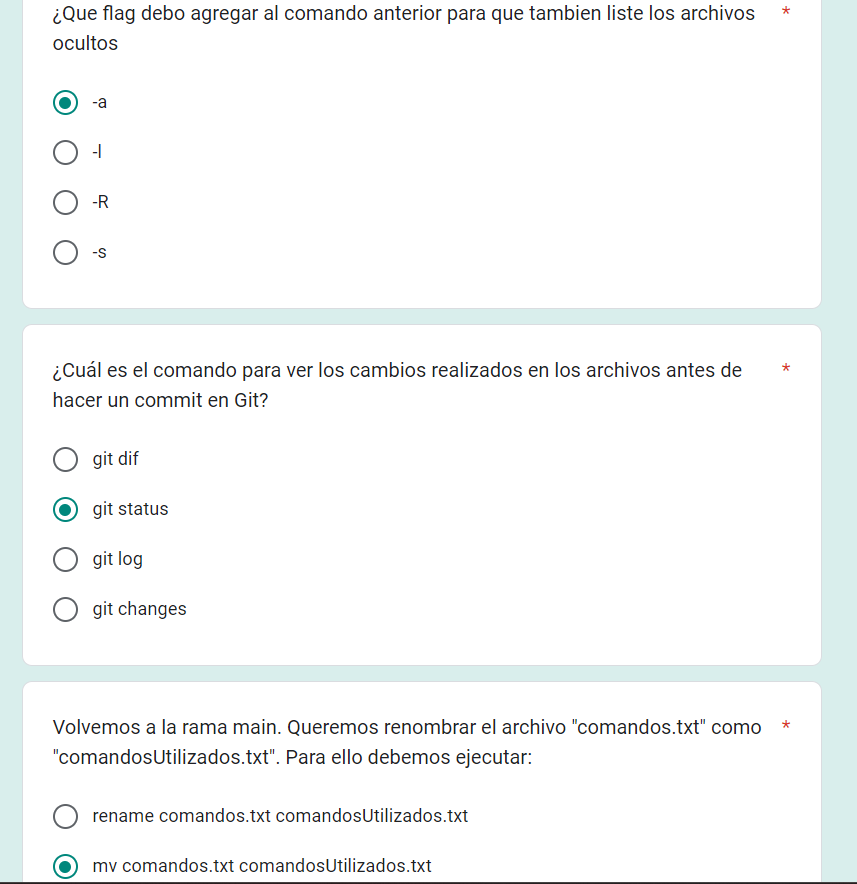 ¿Que flag debo agregar al comando anterior para que tambien liste los archivos *
ocultos
-a
-l
-R
-s
¿Cuál es el comando para ver los cambios realizados en los archivos antes de *
hacer un commit en Git?
git dif
git status
git log
git changes
Volvemos a la rama main. Queremos renombrar el archivo "comandos.txt" como *
"comandosUtilizados.txt". Para ello debemos ejecutar:
rename comandos.txt comandosUtilizados.txt
mv comandos.txt comandosUtilizados.txt